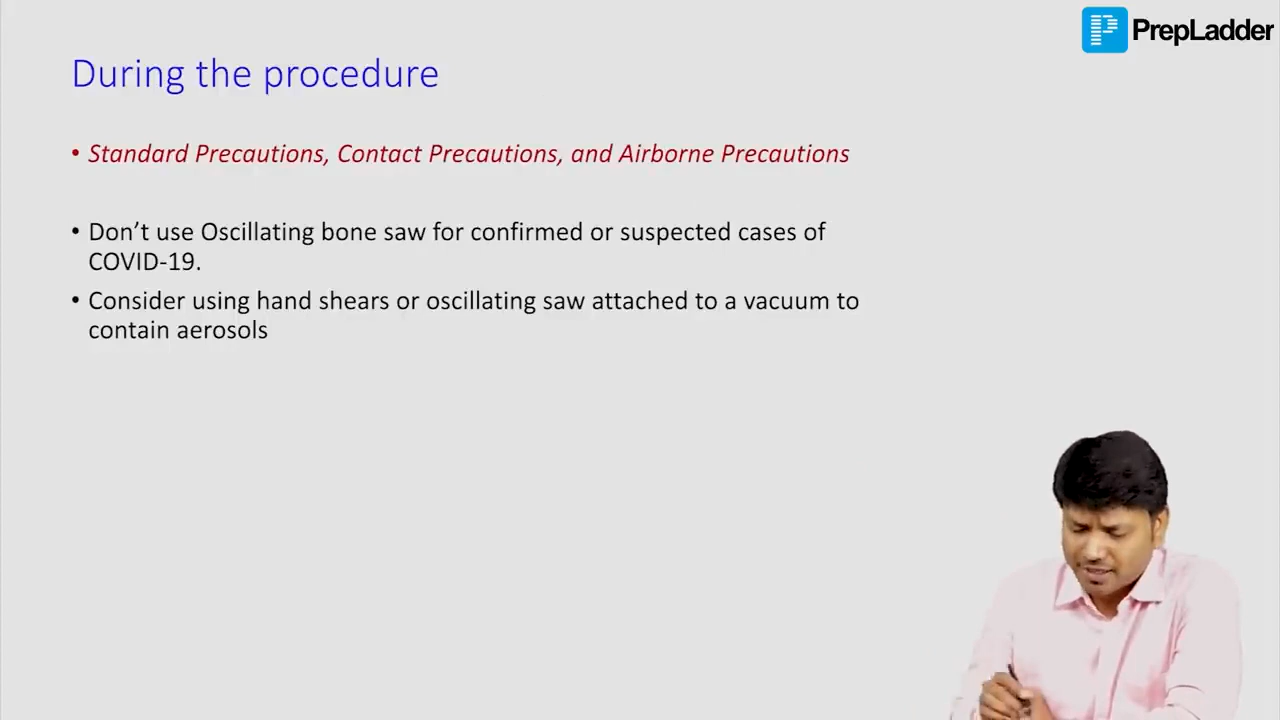 PrepLadder
During the procedure
• Standard Precautions, Contact Precautions, and Airborne Precautions
• Don’t use Oscillating bone saw for confirmed or suspected cases of
COVID-19.
• Consider using hand shears or oscillating saw attached to a vacuum to
contain aerosols